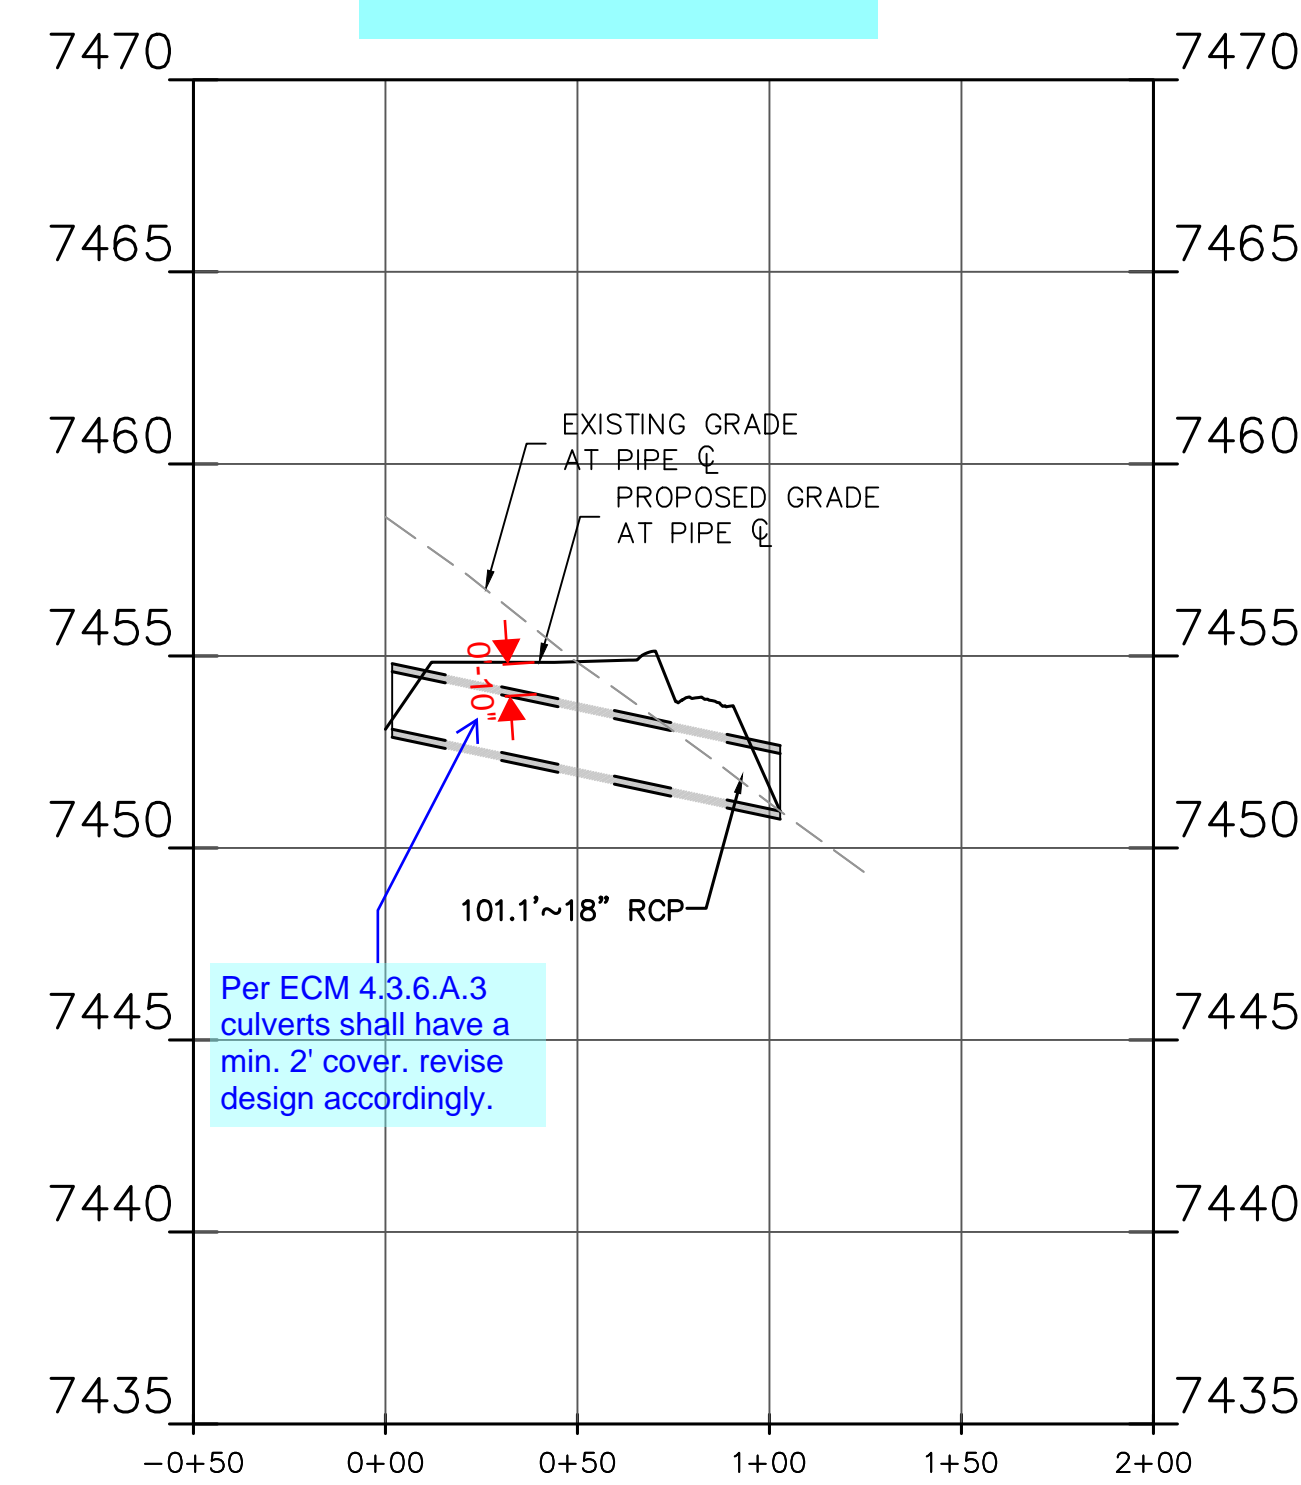 7470 7470
7465 7465
EXISTING GRADE
AT PIPE ℄
7460 7460
PROPOSED GRADE
AT PIPE ℄
7455 7455
0'-10"
7450 7450
101.1'~18" RCP
Per ECM 4.3.6.A.3
culverts shall have a
min. 2' cover. revise
design accordingly.
7445 7445
7440 7440
7435 7435
-0+50 0+00 0+50 1+00 1+50 2+00